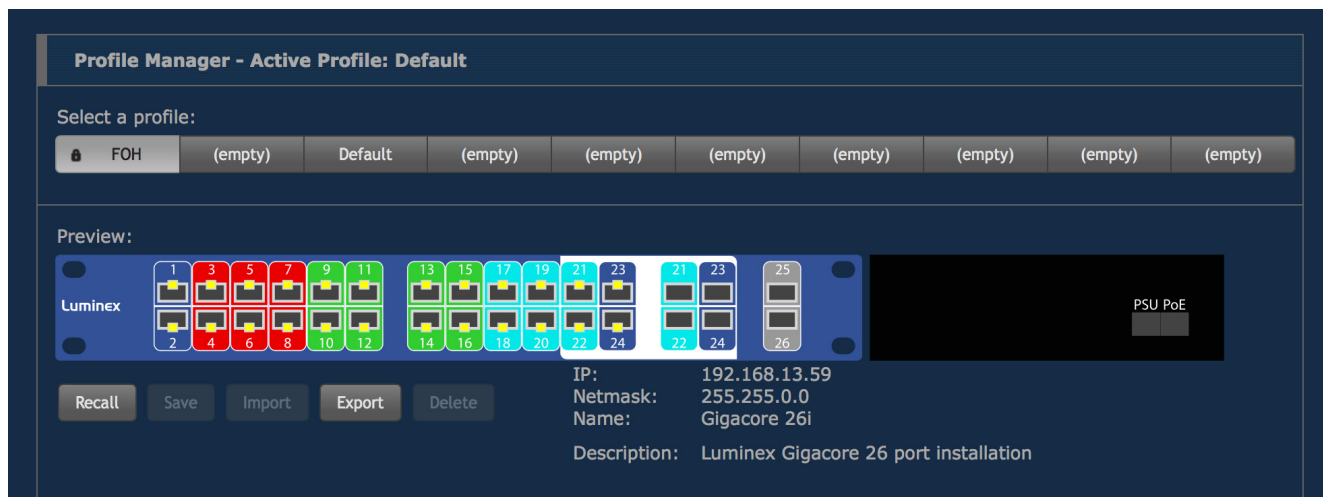 Profile Manager - Active Profile: Default
Select a profile:
FOH (empty) Default (empty) (empty) (empty) (empty) (empty) (empty) (empty)
Preview:
1 3 5 7 9 11 13 15 17 19 21 23 21 23 25
Luminex
PSU PoE
2 4 6 8 10 12 14 16 18 20 22 24 22 24 26
Recall Save Import Export Delete
IP: 192.168.13.59
Netmask: 255.255.0.0
Name: Gigacore 26i
Description: Luminex Gigacore 26 port installation